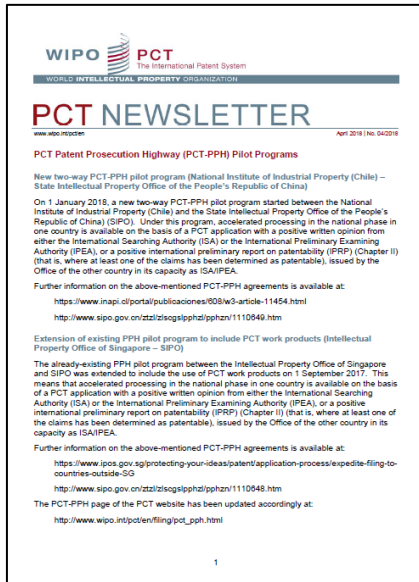 WIPO PCT
The International Patent System
WORLD INTELLECTUAL PROPERTY ORGANIZATION
PCT NEWSLETTER
www.wipo.int/pct/en April 2018 | No. 04/2018
PCT Patent Prosecution Highway (PCT-PPH) Pilot Programs
New two-way PCT-PPH pilot program (National Institute of Industrial Property (Chile) –
State Intellectual Property Office of the People's Republic of China)
On 1 January 2018, a new two-way PCT-PPH pilot program started between the National
Institute of Industrial Property (Chile) and the State Intellectual Property Office of the People's
Republic of China) (SIPO). Under this program, accelerated processing in the national phase in
one country is available on the basis of a PCT application with a positive written opinion from
either the International Searching Authority (ISA) or the International Preliminary Examining
Authority (IPEA), or a positive international preliminary report on patentability (IPRP) (Chapter II)
(that is, where at least one of the claims has been determined as patentable), issued by the
Office of the other country in its capacity as ISA/IPEA.
Further information on the above-mentioned PCT-PPH agreements is available at:
https://www.inapi.cl/portal/publicaciones/608/w3-article-11454.html
http://www.sipo.gov.cn/ztzl/zlscgslpphzl/pphzn/1110649.htm
Extension of existing PPH pilot program to include PCT work products (Intellectual
Property Office of Singapore – SIPO)
The already-existing PPH pilot program between the Intellectual Property Office of Singapore
and SIPO was extended to include the use of PCT work products on 1 September 2017. This
means that accelerated processing in the national phase in one country is available on the basis
of a PCT application with a positive written opinion from either the International Searching
Authority (ISA) or the International Preliminary Examining Authority (IPEA), or a positive
international preliminary report on patentability (IPRP) (Chapter II) (that is, where at least one of
the claims has been determined as patentable), issued by the Office of the other country in its
capacity as ISA/IPEA.
Further information on the above-mentioned PCT-PPH agreements is available at:
https://www.ipos.gov.sg/protecting-your-ideas/patent/application-process/expedite-filing-to-
countries-outside-SG
http://www.sipo.gov.cn/ztzl/zlscgslpphzl/pphzn/1110648.htm
The PCT-PPH page of the PCT website has been updated accordingly at:
http://www.wipo.int/pct/en/filing/pct_pph.html
1